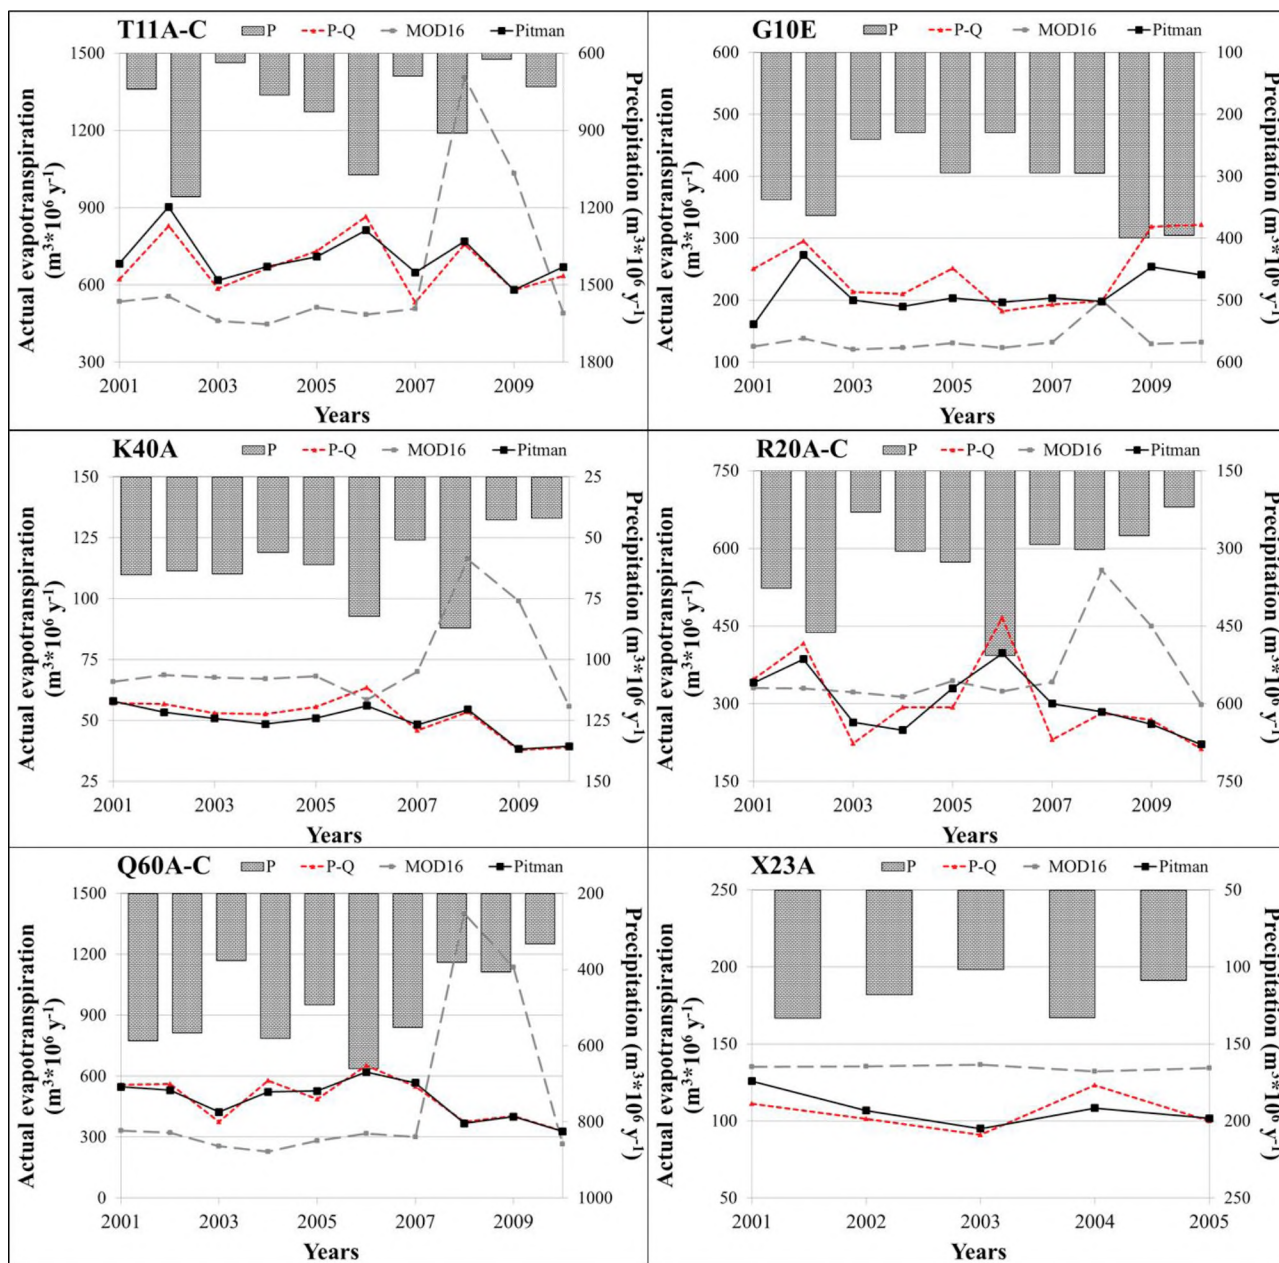 T11A-C P P-Q MOD16 Pitman
Actual evapotranspiration
(m³*10⁶ y⁻¹)
1500
1200
900
600
300
600
900
1200
1500
1800
Precipitation (m³*10⁶ y⁻¹)
2001 2003 2005 2007 2009
Years
G10E P P-Q MOD16 Pitman
Actual evapotranspiration
(m³*10⁶ y⁻¹)
600
500
400
300
200
100
100
200
300
400
500
600
Precipitation (m³*10⁶ y⁻¹)
2001 2003 2005 2007 2009
Years
K40A P P-Q MOD16 Pitman
Actual evapotranspiration
(m³*10⁶ y⁻¹)
150
125
100
75
50
25
25
50
75
100
125
150
Precipitation (m³*10⁶ y⁻¹)
2001 2003 2005 2007 2009
Years
R20A-C P P-Q MOD16 Pitman
Actual evapotranspiration
(m³*10⁶ y⁻¹)
750
600
450
300
150
150
300
450
600
750
Precipitation (m³*10⁶ y⁻¹)
2001 2003 2005 2007 2009
Years
Q60A-C P P-Q MOD16 Pitman
Actual evapotranspiration
(m³*10⁶ y⁻¹)
1500
1200
900
600
300
0
200
400
600
800
1000
Precipitation (m³*10⁶ y⁻¹)
2001 2003 2005 2007 2009
Years
X23A P P-Q MOD16 Pitman
Actual evapotranspiration
(m³*10⁶ y⁻¹)
250
200
150
100
50
50
100
150
200
250
Precipitation (m³*10⁶ y⁻¹)
2001 2002 2003 2004 2005
Years